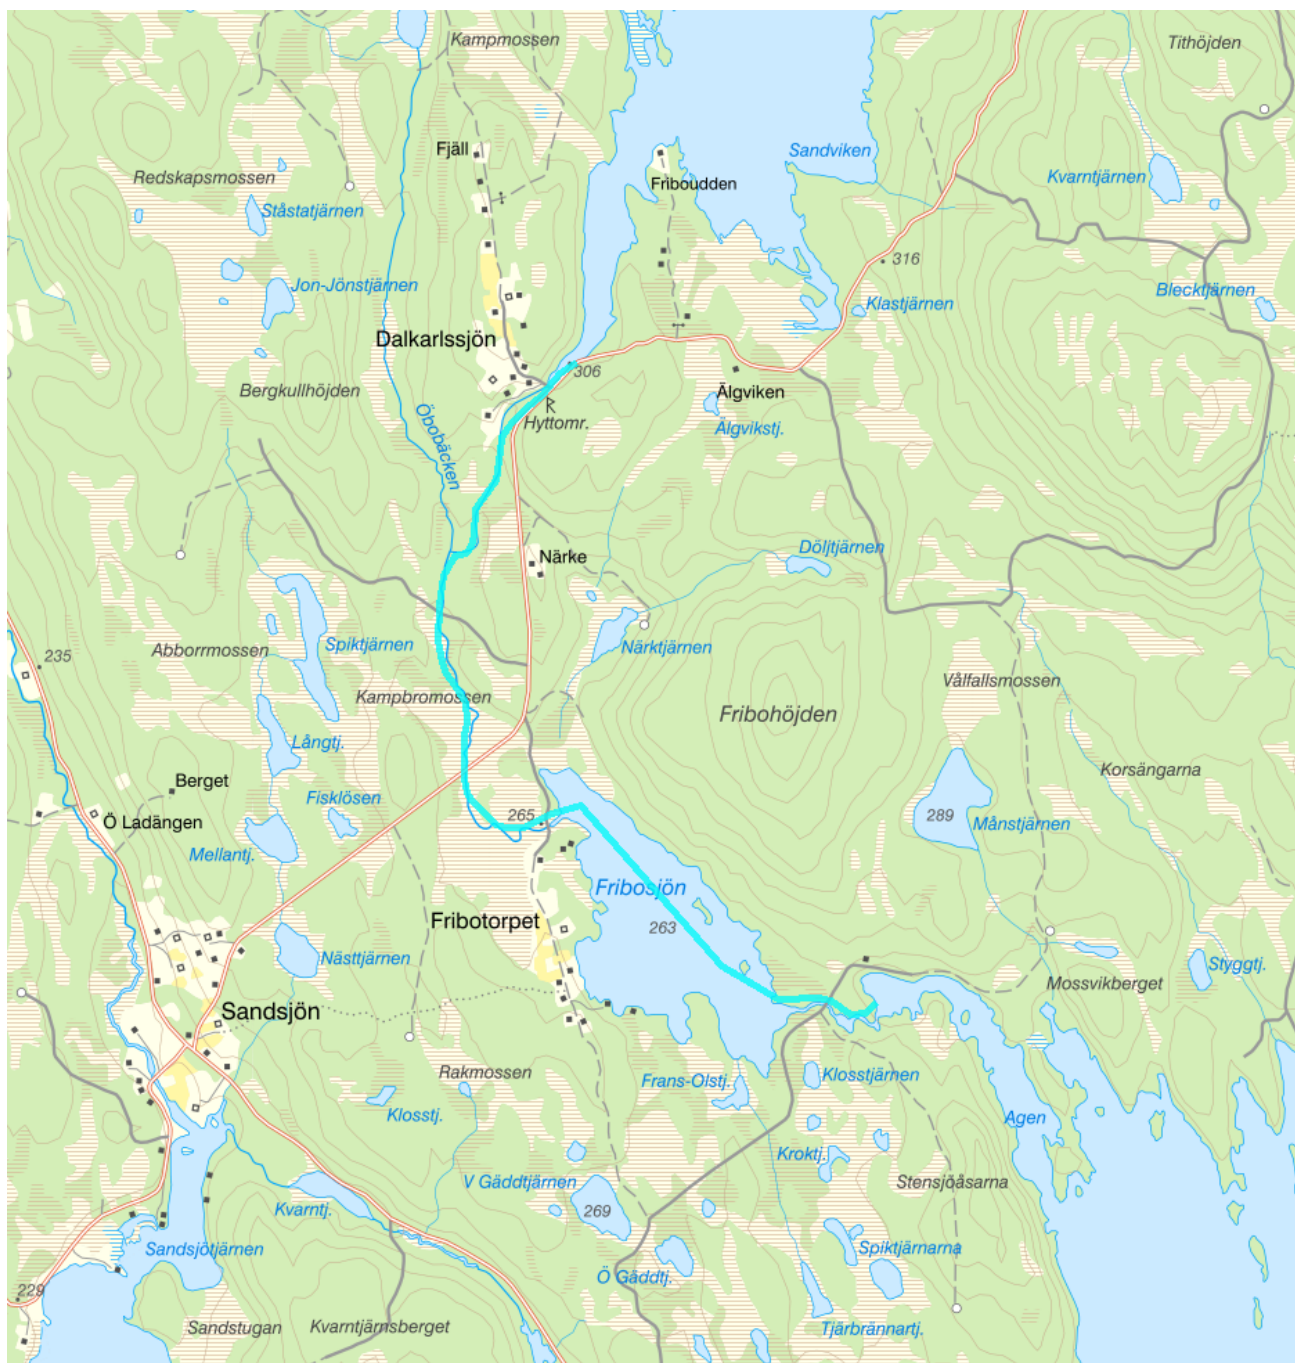 Kampmossen
Tithöjden
Fjäll
Sandviken
Redskapsmossen
Friboudden
Kvarntjärnen
Ståstatjärnen
316
Jon-Jönstjärnen
Blecktjärnen
Klastjärnen
Dalkarlssjön
306
Bergkullhöjden
Älgviken
Öbobäcken
Hyttomr.
Älgvikstj.
Döljtjärnen
Närke
Spiktjärnen
Närktjärnen
Abborrmossen
235
Vålfallsmossen
Kampbromossen
Fribohöjden
Långtj.
Korsängarna
Berget
Fisklösen
265
289
Ö Ladängen
Månstjärnen
Mellantj.
Fribosjön
Fribotorpet
263
Nästtjärnen
Styggtj.
Mossvikberget
Sandsjön
Rakmossen
Frans-Olstj.
Klosstjärnen
Klosstj.
Agen
Kroktj.
V Gäddtjärnen
Stensjöåsarna
Kvarntj.
269
Sandsjötjärnen
Spiktjärnarna
Ö Gäddtj.
229
Sandstugan
Kvarntjärnsberget
Tjärbrännartj.